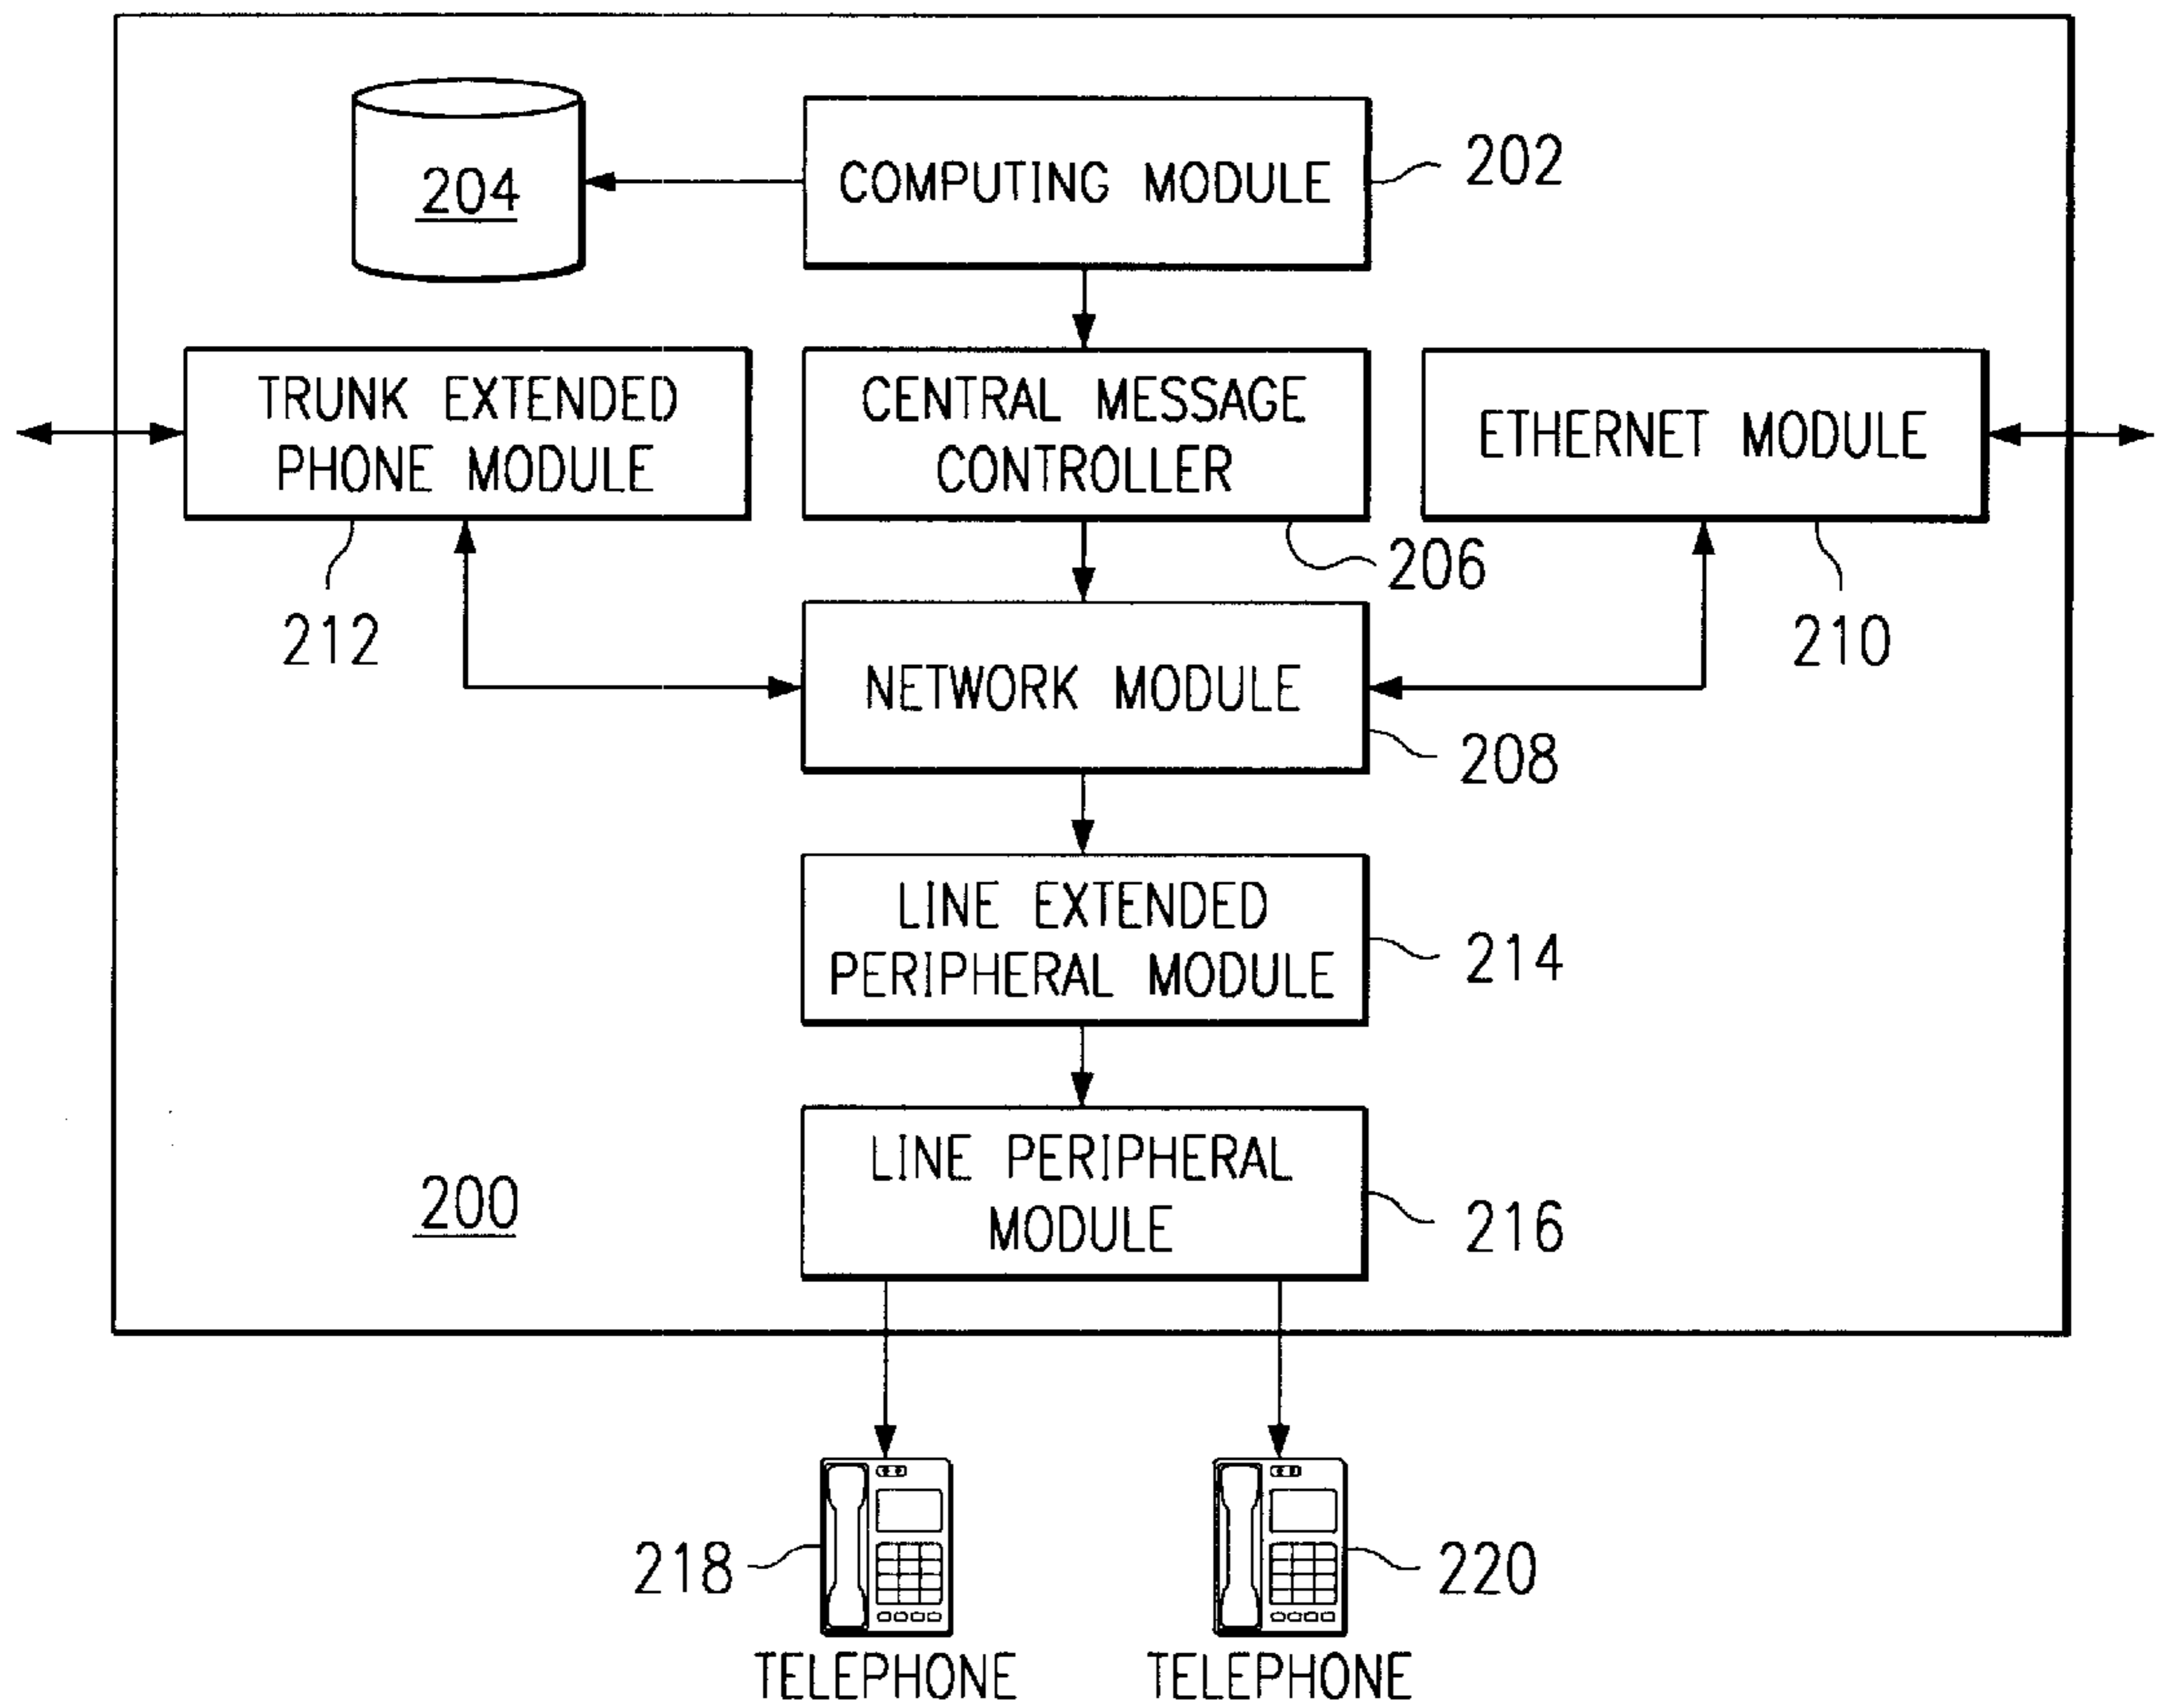 204
COMPUTING MODULE
202
TRUNK EXTENDED
PHONE MODULE
212
CENTRAL MESSAGE
CONTROLLER
206
ETHERNET MODULE
210
NETWORK MODULE
208
LINE EXTENDED
PERIPHERAL MODULE
214
LINE PERIPHERAL
MODULE
216
200
218
TELEPHONE
220
TELEPHONE